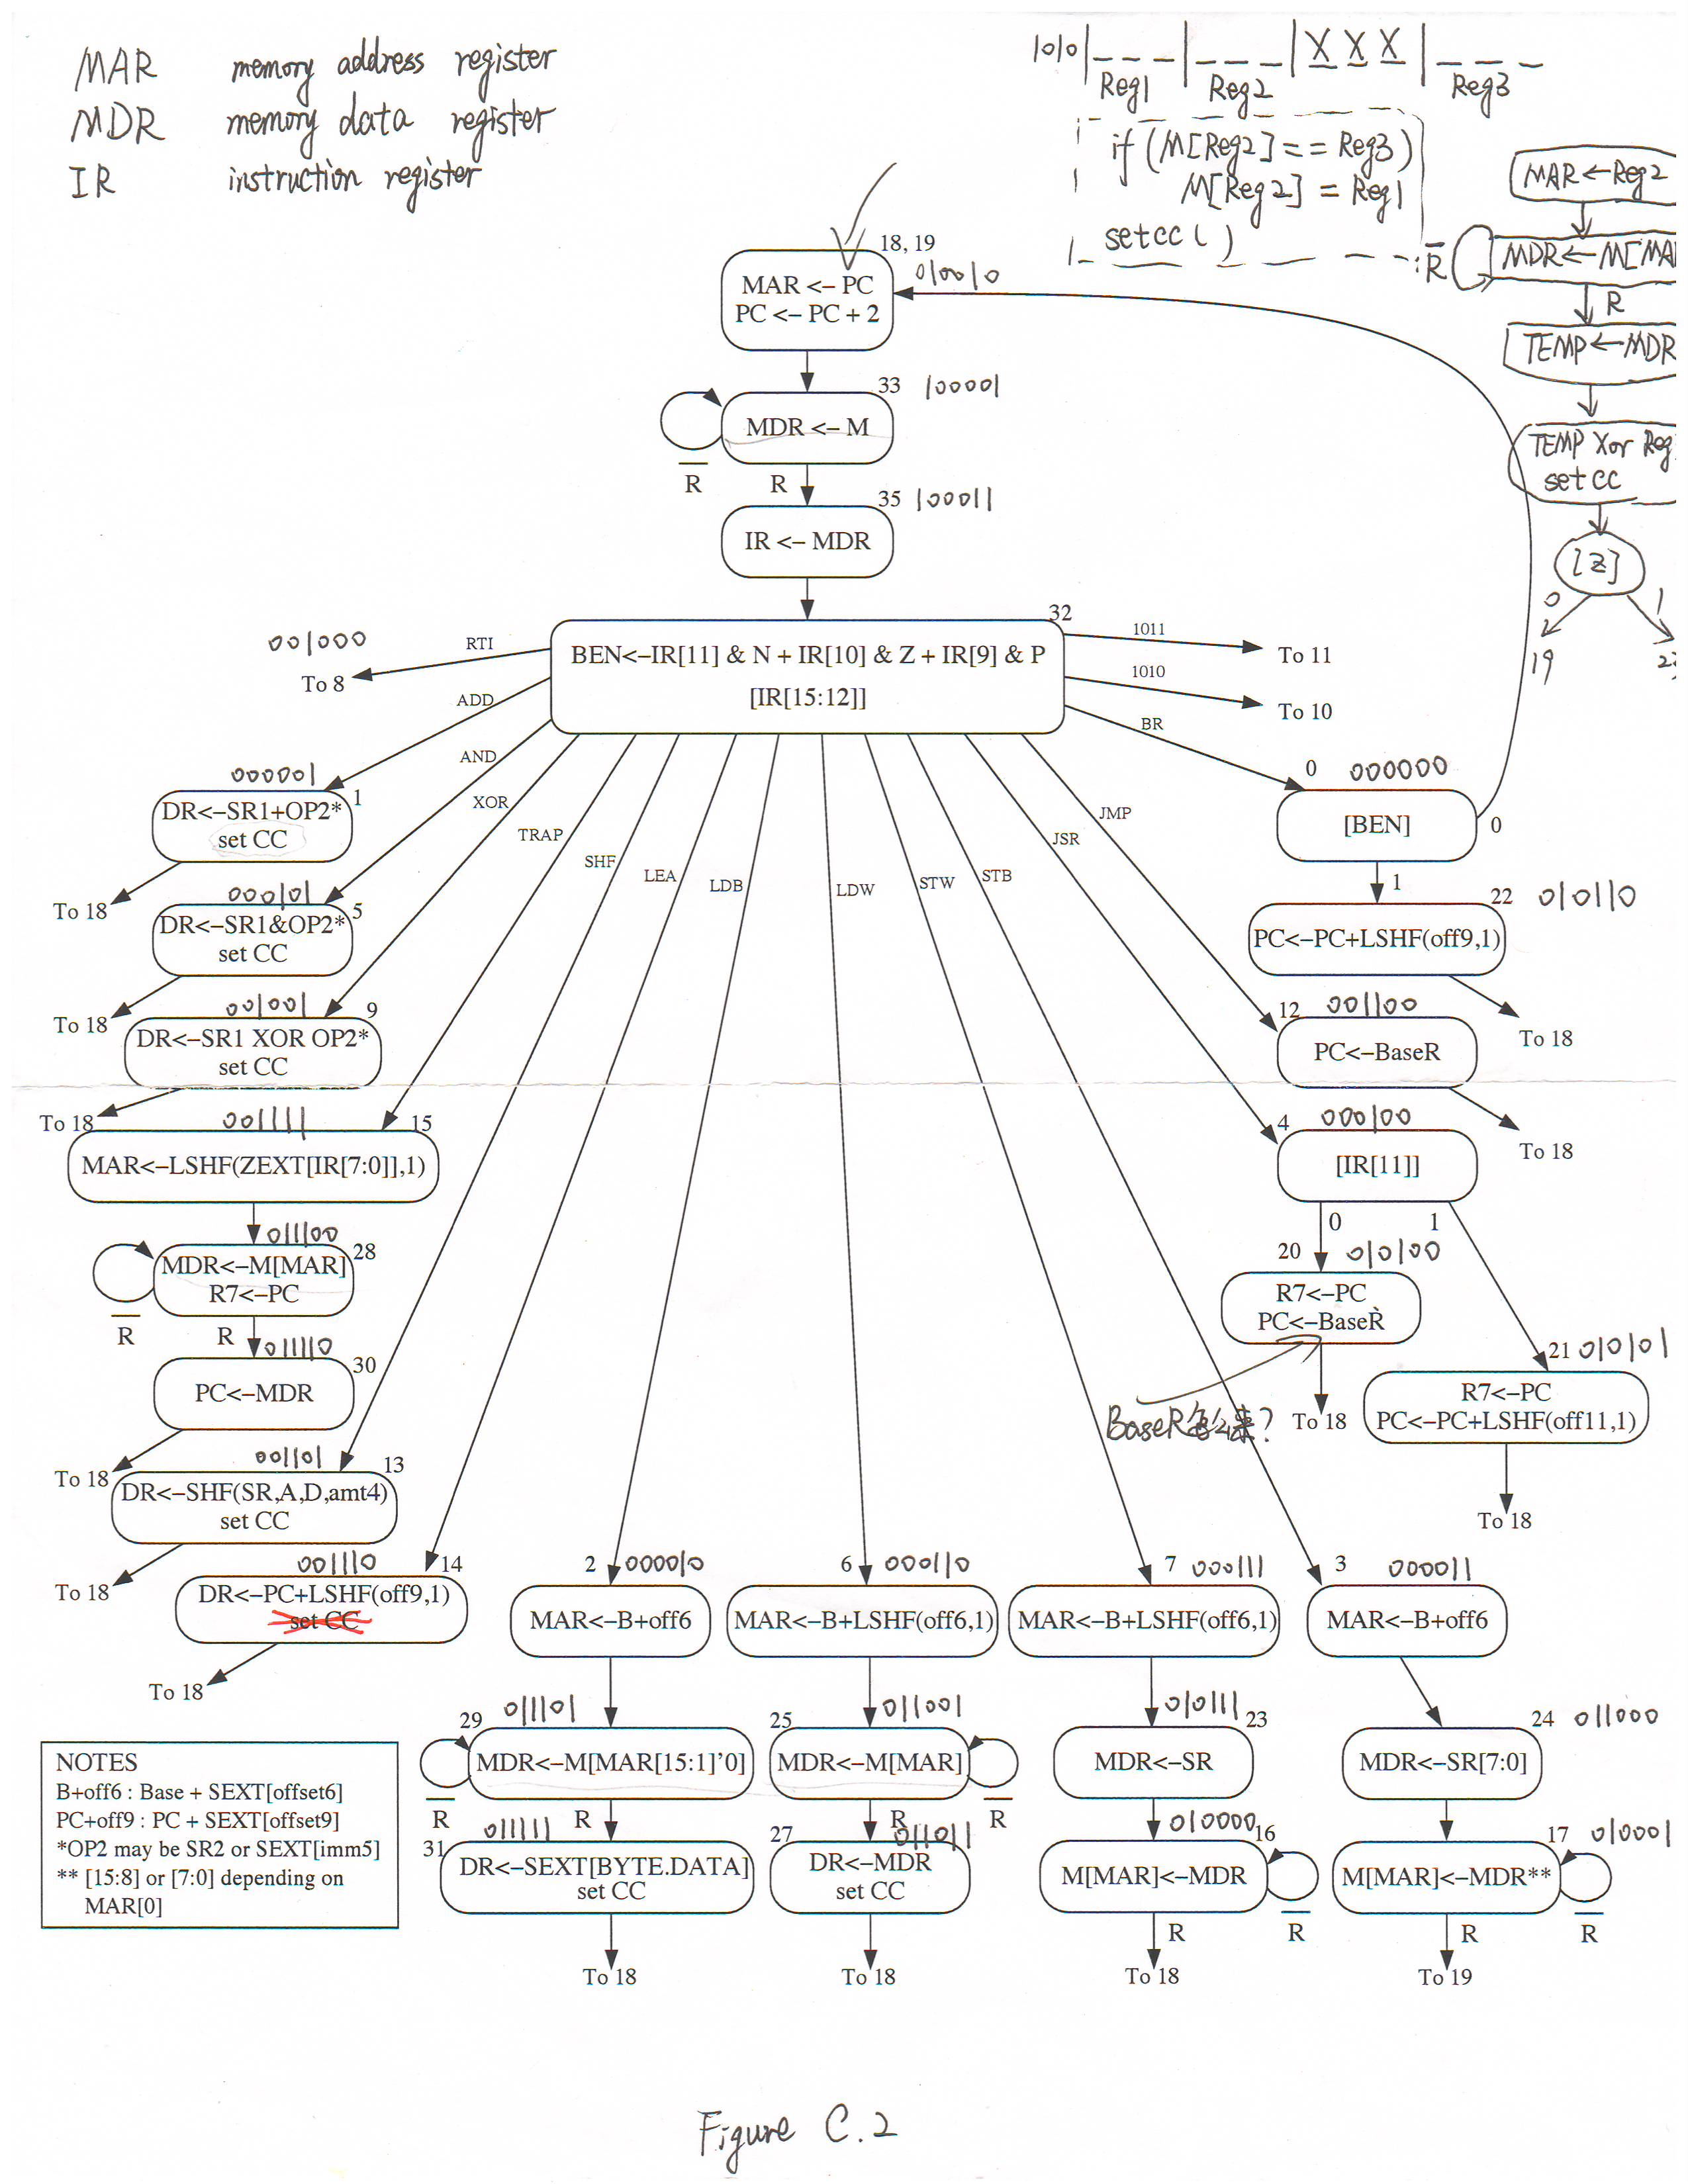 MAR memory address register
MDR memory data register
IR instruction register
1010|_ _ _|_ _ _|X X X|_ _ _
Reg1 Reg2 Reg3
if (M[Reg2]==Reg3)
M[Reg2] = Reg1
setcc ( )
MAR←Reg2
R MDR←M[MA
R
TEMP←MDR
TEMP Xor Reg
set cc
[Z]
0 1
19
18, 19
010010
MAR <– PC
PC <– PC + 2
33 100001
MDR <– M
R R
35 100011
IR <– MDR
32
BEN<–IR[11] & N + IR[10] & Z + IR[9] & P
[IR[15:12]]
001000
RTI
To 8
1011
To 11
1010
To 10
ADD
AND
XOR
TRAP
SHF
LEA
LDB
LDW
STW
STB
JSR
JMP
BR
000001
1
DR<–SR1+OP2*
set CC
To 18
000101
5
DR<–SR1&OP2*
set CC
To 18
001001
9
DR<–SR1 XOR OP2*
set CC
To 18
001111
15
MAR<–LSHF(ZEXT[IR[7:0]],1)
011100
28
MDR<–M[MAR]
R7<–PC
R R
011110
30
PC<–MDR
To 18
001101
13
DR<–SHF(SR,A,D,amt4)
set CC
To 18
001110
14
DR<–PC+LSHF(off9,1)
set CC
To 18
0 000000
[BEN]
0
1
22 010110
PC<–PC+LSHF(off9,1)
To 18
12 001100
PC<–BaseR
To 18
4 000100
[IR[11]]
0 1
20 010100
R7<–PC
PC<–BaseR
To 18
BaseR怎么来?
21 010101
R7<–PC
PC<–PC+LSHF(off11,1)
To 18
2 000010
MAR<–B+off6
29 011101
MDR<–M[MAR[15:1]'0]
R R
31 011111
DR<–SEXT[BYTE.DATA]
set CC
To 18
6 000110
MAR<–B+LSHF(off6,1)
25 011001
MDR<–M[MAR]
R R
27 011011
DR<–MDR
set CC
To 18
7 000111
MAR<–B+LSHF(off6,1)
010111
23
MDR<–SR
010000
16
M[MAR]<–MDR
R R
To 18
3 000011
MAR<–B+off6
24 011000
MDR<–SR[7:0]
17 010001
M[MAR]<–MDR**
R R
To 19
NOTES
B+off6 : Base + SEXT[offset6]
PC+off9 : PC + SEXT[offset9]
*OP2 may be SR2 or SEXT[imm5]
** [15:8] or [7:0] depending on
MAR[0]
Figure C.2